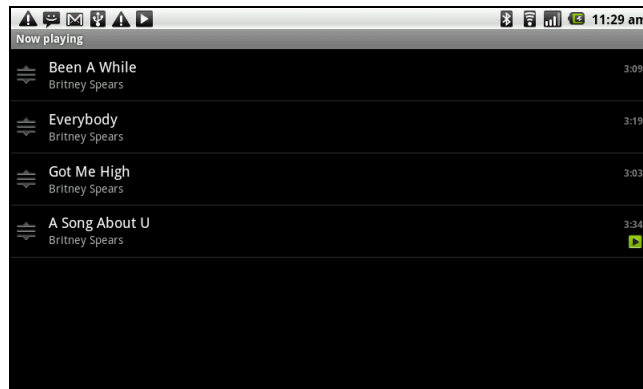 11:29 am
Now playing
Been A While
3:09
Britney Spears
Everybody
3:19
Britney Spears
Got Me High
3:03
Britney Spears
A Song About U
3:34
Britney Spears